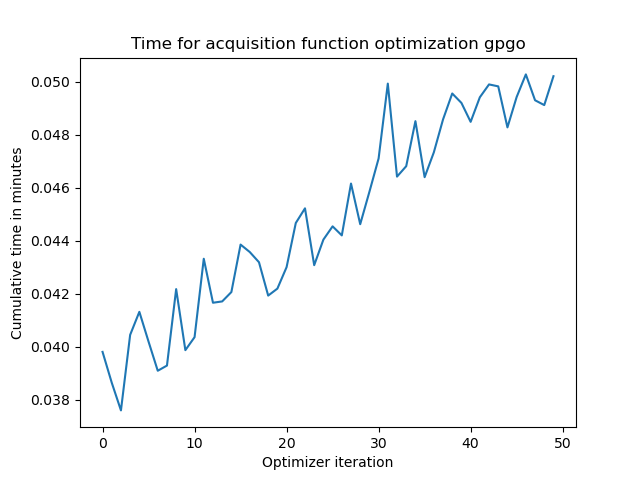 Time for acquisition function optimization gpgo
0.050
0.048
0.046
0.044
0.042
0.040
0.038
Cumulative time in minutes
0 10 20 30 40 50
Optimizer iteration